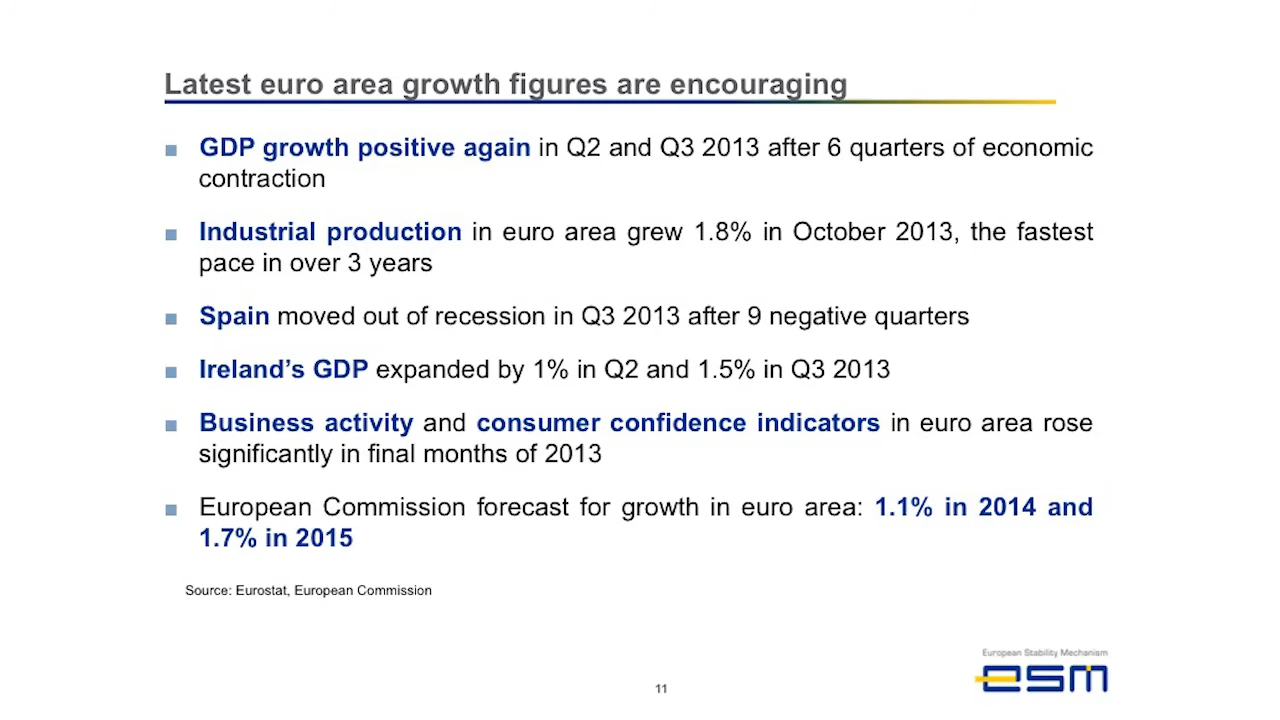 Latest euro area growth figures are encouraging
■ GDP growth positive again in Q2 and Q3 2013 after 6 quarters of economic
contraction
■ Industrial production in euro area grew 1.8% in October 2013, the fastest
pace in over 3 years
■ Spain moved out of recession in Q3 2013 after 9 negative quarters
■ Ireland’s GDP expanded by 1% in Q2 and 1.5% in Q3 2013
■ Business activity and consumer confidence indicators in euro area rose
significantly in final months of 2013
■ European Commission forecast for growth in euro area: 1.1% in 2014 and
1.7% in 2015
Source: Eurostat, European Commission
European Stability Mechanism
esm
11